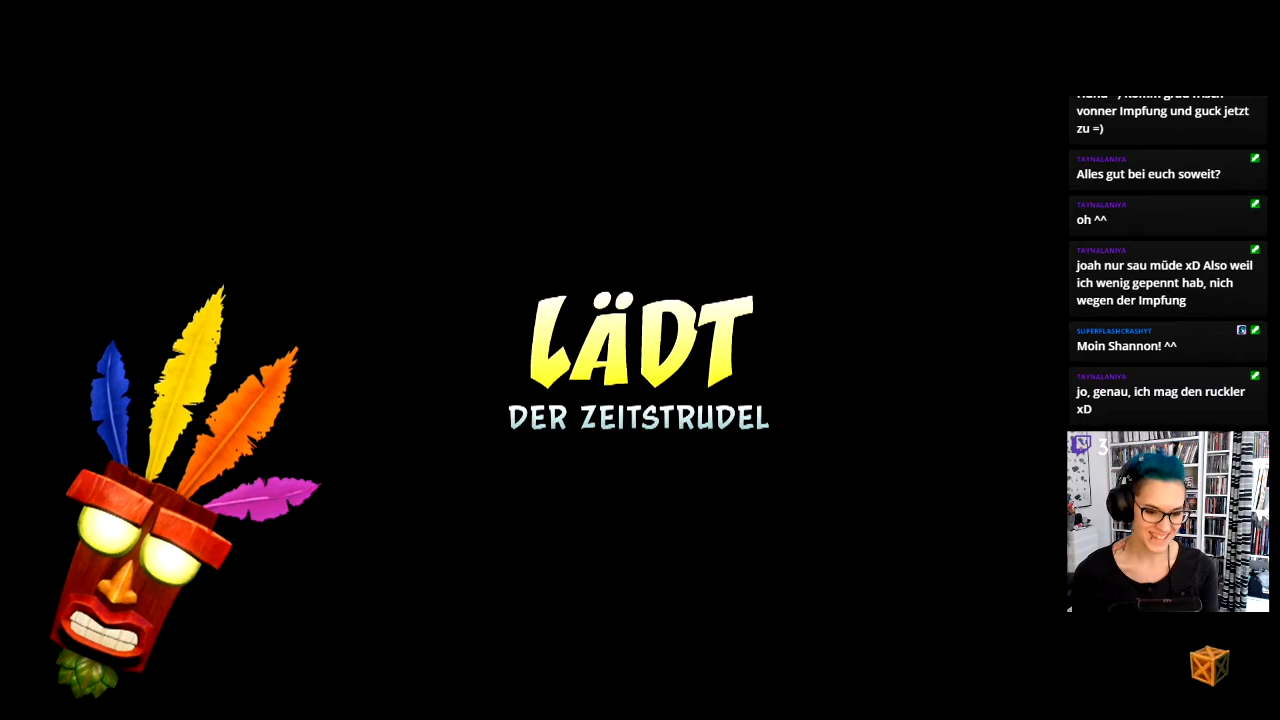 LÄDT
DER ZEITSTRUDEL
vonner Impfung und guck jetzt
zu =)
TAYNALANIYA
Alles gut bei euch soweit?
TAYNALANIYA
oh ^^
TAYNALANIYA
joah nur sau müde xD Also weil
ich wenig gepennt hab, nich
wegen der Impfung
SUPERFLASHCRASHYT
Moin Shannon! ^^
TAYNALANIYA
jo, genau, ich mag den ruckler
xD
3